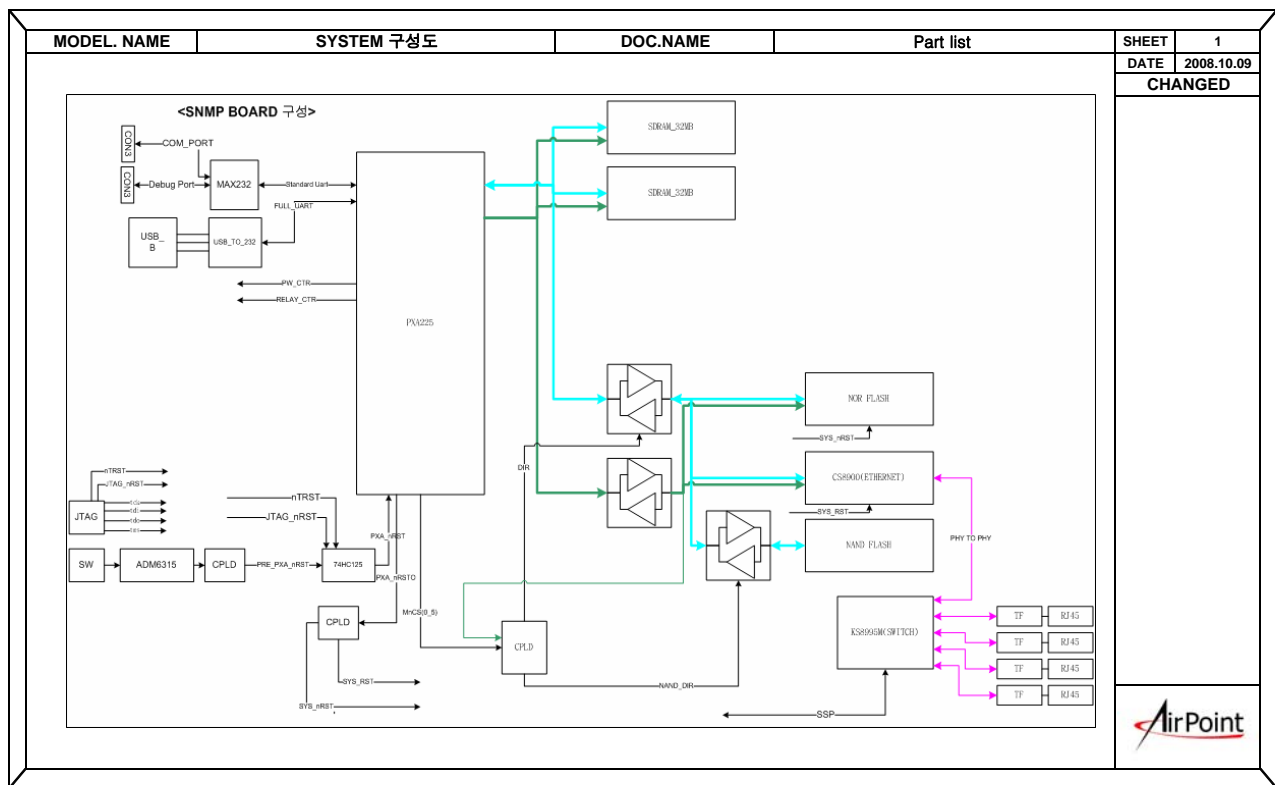 MODEL. NAME
SYSTEM 구성도
DOC.NAME
Part list
SHEET
1
DATE
2008.10.09
CHANGED
<SNMP BOARD 구성>
CON3
COM_PORT
CON3
Debug Port
MAX232
Standard Uart
FULL_UART
USB_
B
USB_TO_232
PW_CTR
RELAY_CTR
PXA225
SDRAM_32MB
SDRAM_32MB
NOR FLASH
SYS_nRST
DIR
CS8900(ETHERNET)
SYS_RST
NAND FLASH
PHY TO PHY
nTRST
JTAG_nRST
JTAG
tdi
tdo
nTRST
JTAG_nRST
SW
ADM6315
CPLD
PRE_PXA_nRST
74HC125
PXA_nRST
PXA_nRSTO
MnCS(0_5)
CPLD
SYS_RST
SYS_nRST
CPLD
NAND_DIR
KS8995M(SWITCH)
TF
RJ45
TF
RJ45
TF
RJ45
TF
RJ45
SSP
AirPoint